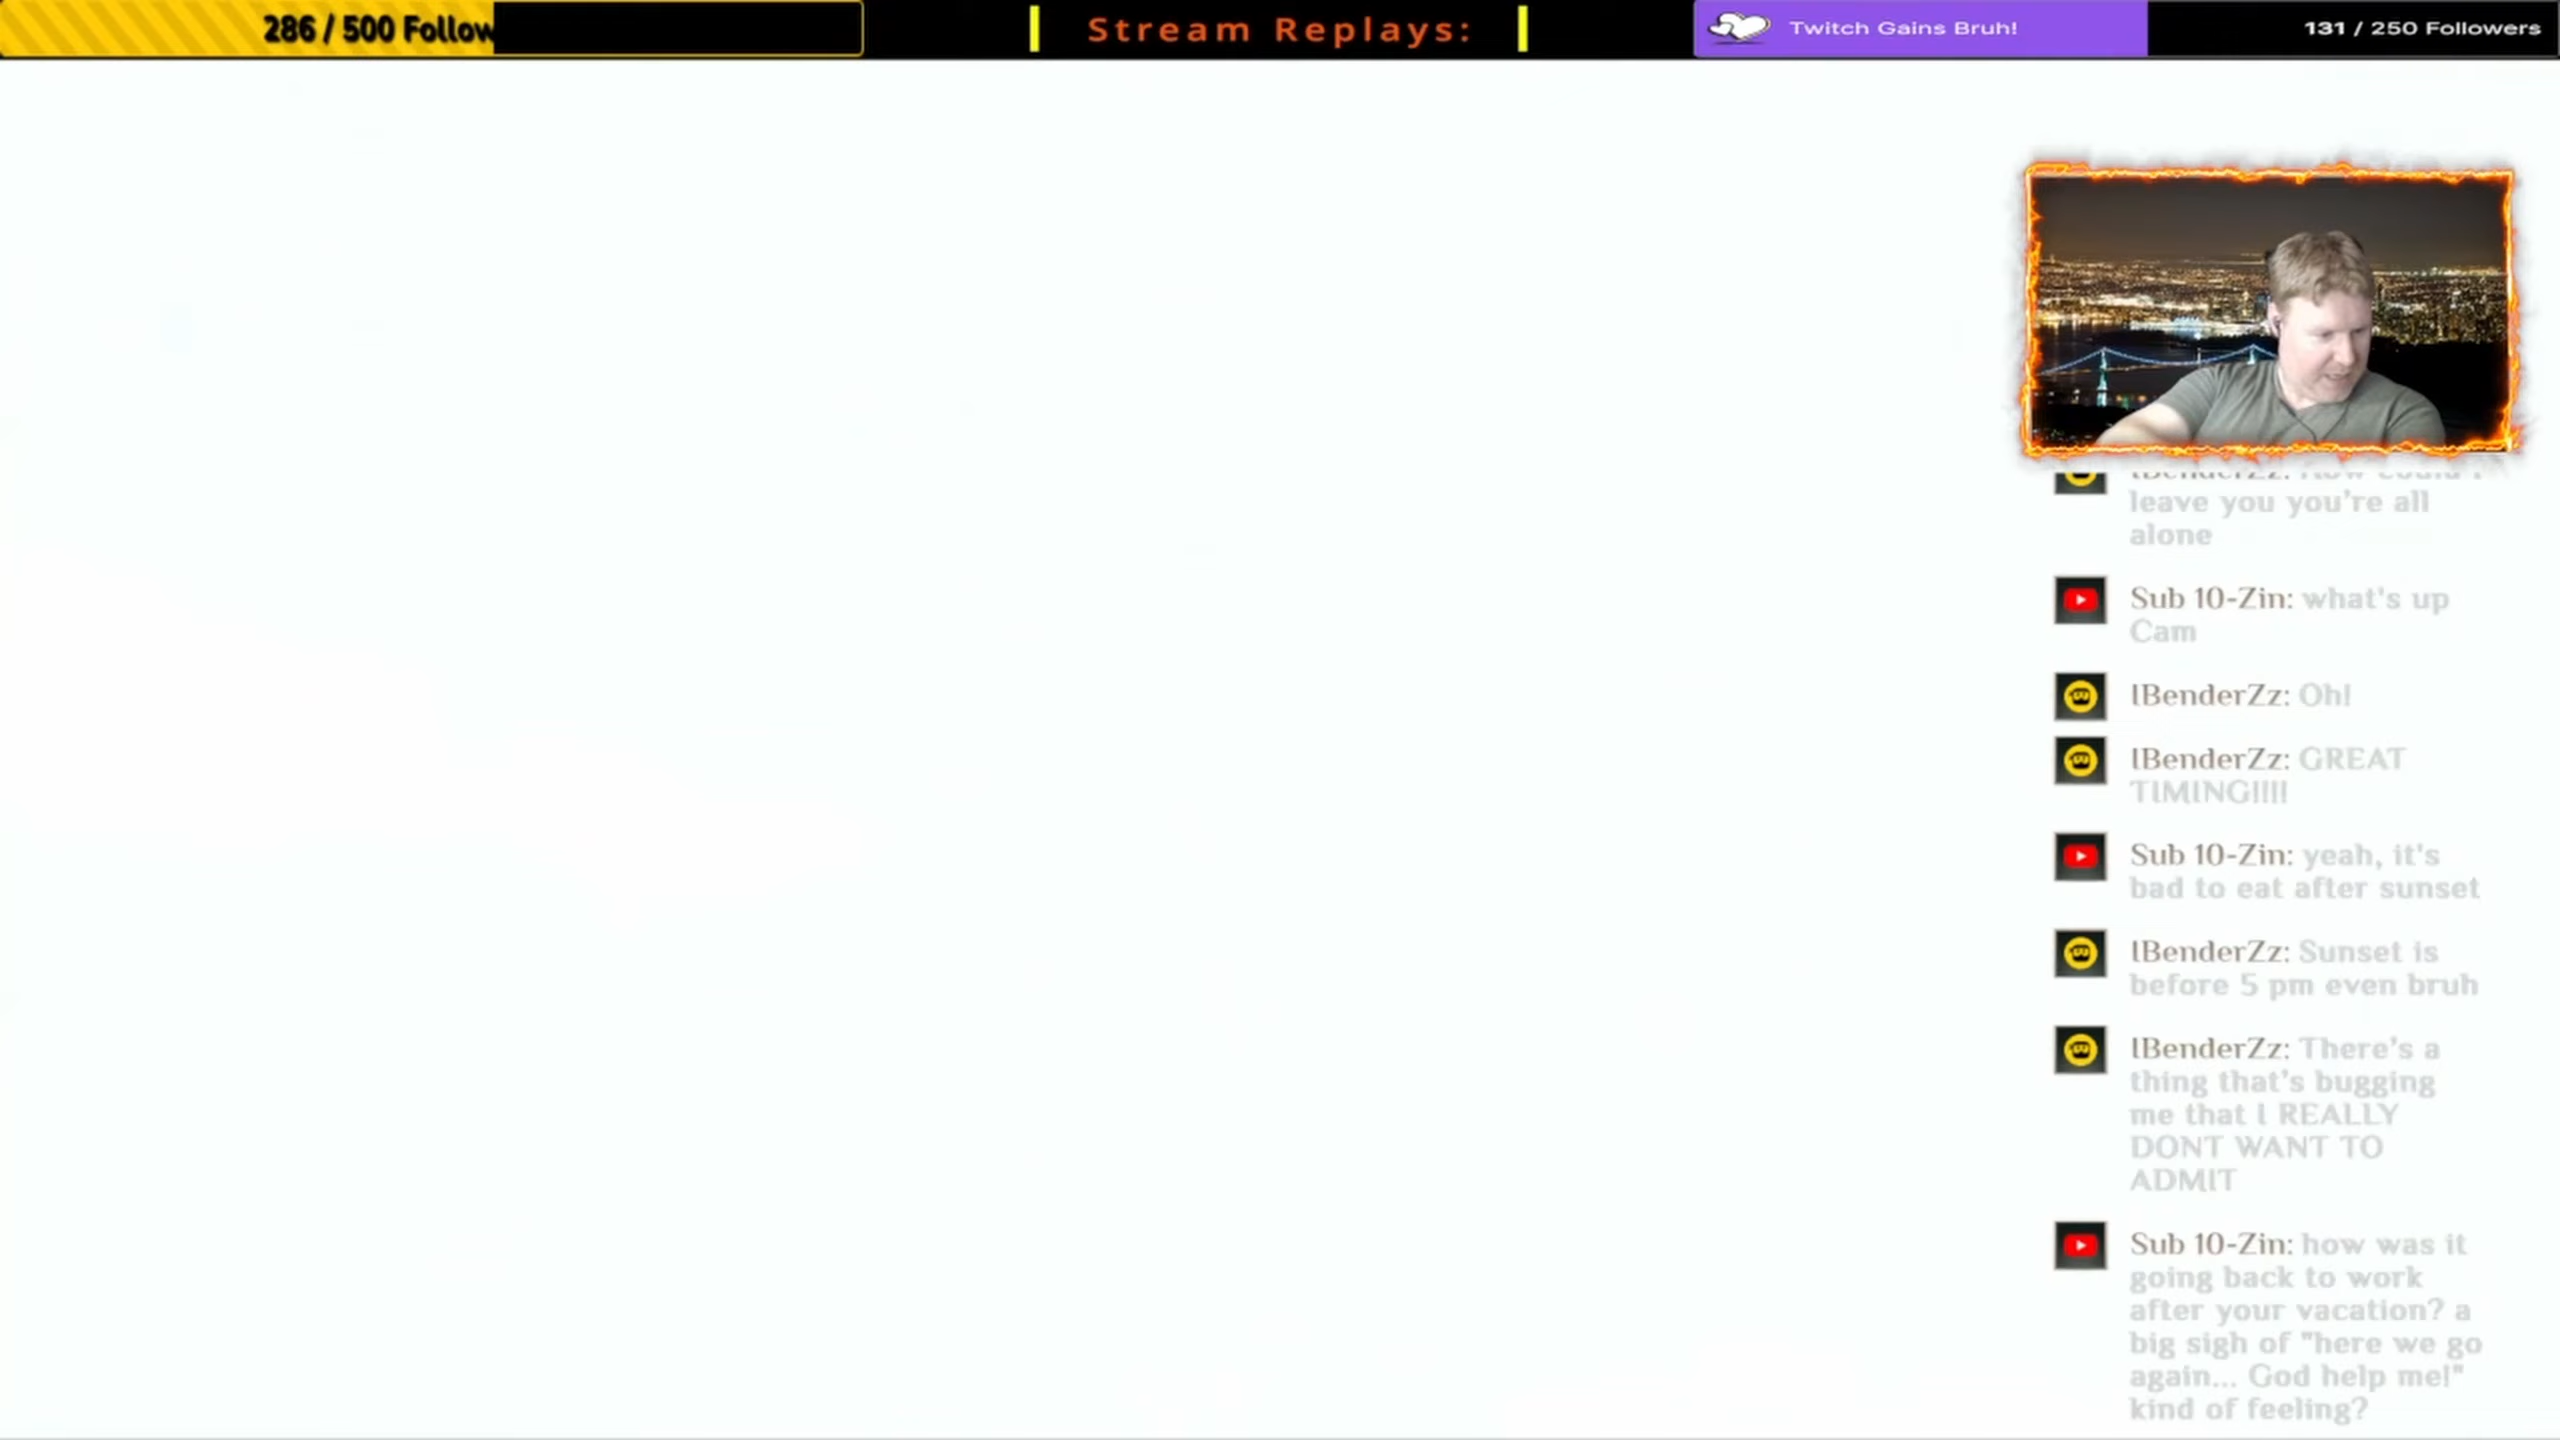 286 / 500 Follow
Stream Replays:
Twitch Gains Bruh!
131 / 250 Followers
leave you you're all
alone
Sub 10-Zin: what's up
Cam
IBenderZz: Oh!
IBenderZz: GREAT
TIMING!!!!
Sub 10-Zin: yeah, it's
bad to eat after sunset
IBenderZz: Sunset is
before 5 pm even bruh
IBenderZz: There's a
thing that's bugging
me that I REALLY
DONT WANT TO
ADMIT
Sub 10-Zin: how was it
going back to work
after your vacation? a
big sigh of "here we go
again... God help me!"
kind of feeling?